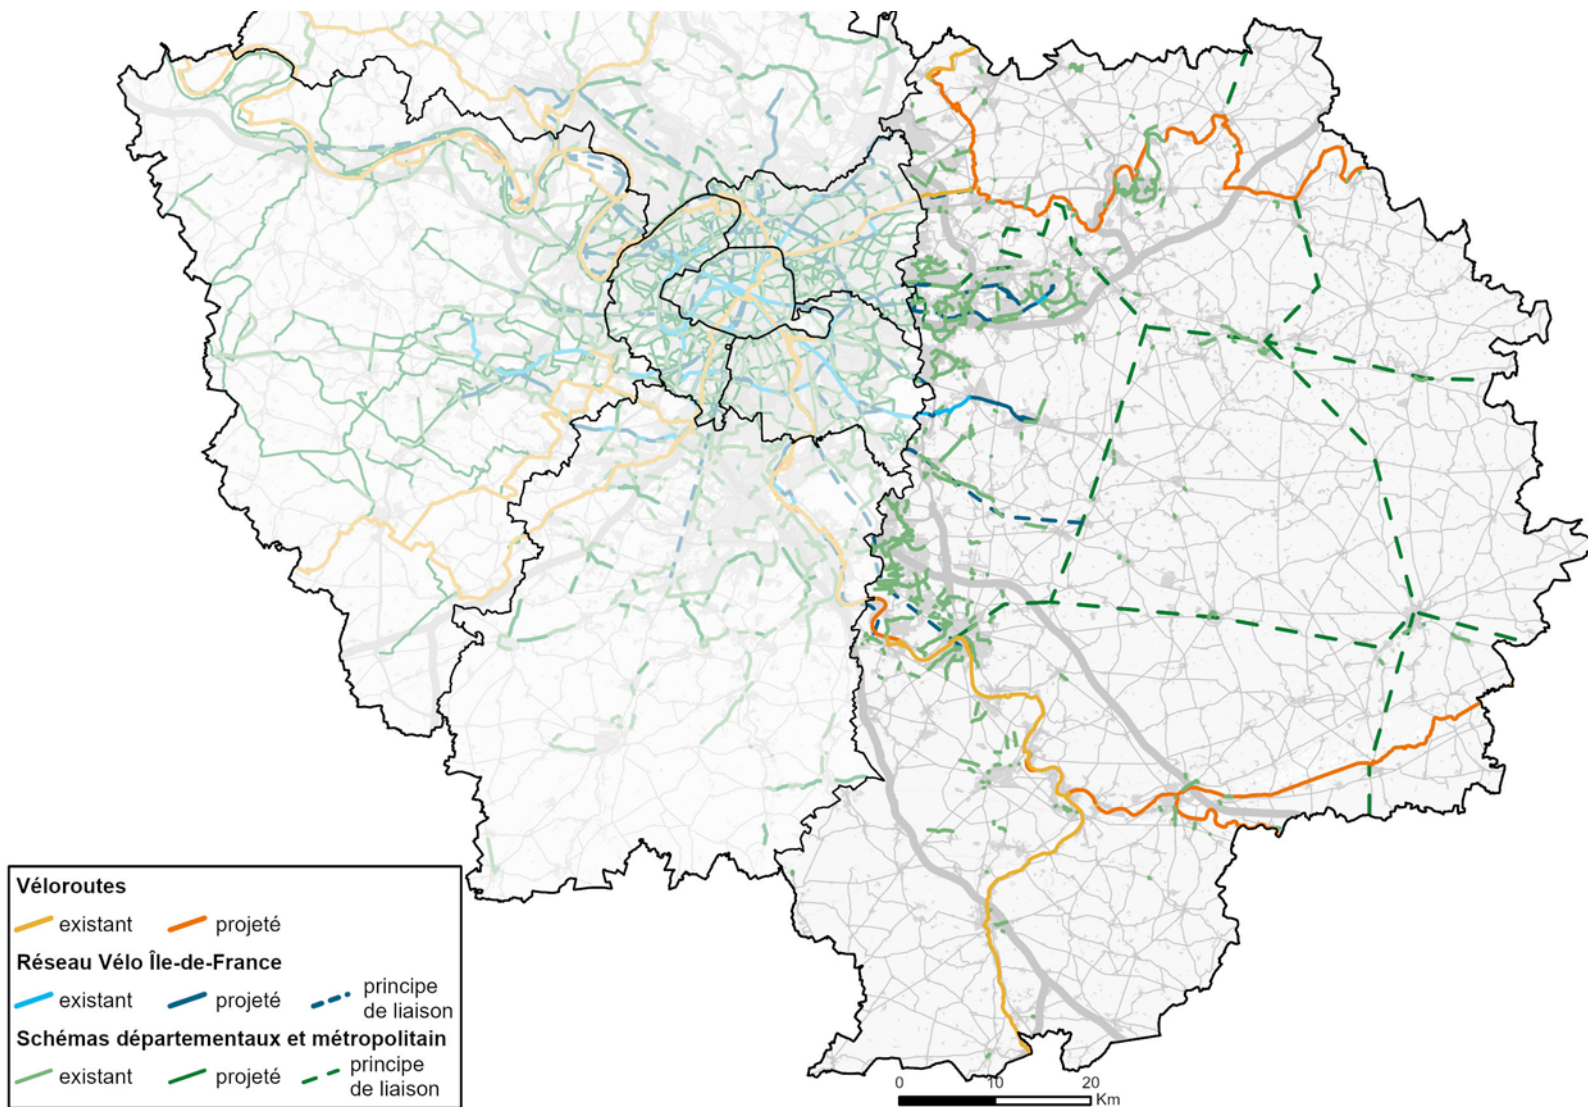 Véloroutes
existant projeté
Réseau Vélo Île-de-France
existant projeté principe
de liaison
Schémas départementaux et métropolitain
existant projeté principe
de liaison
0 10 20
Km